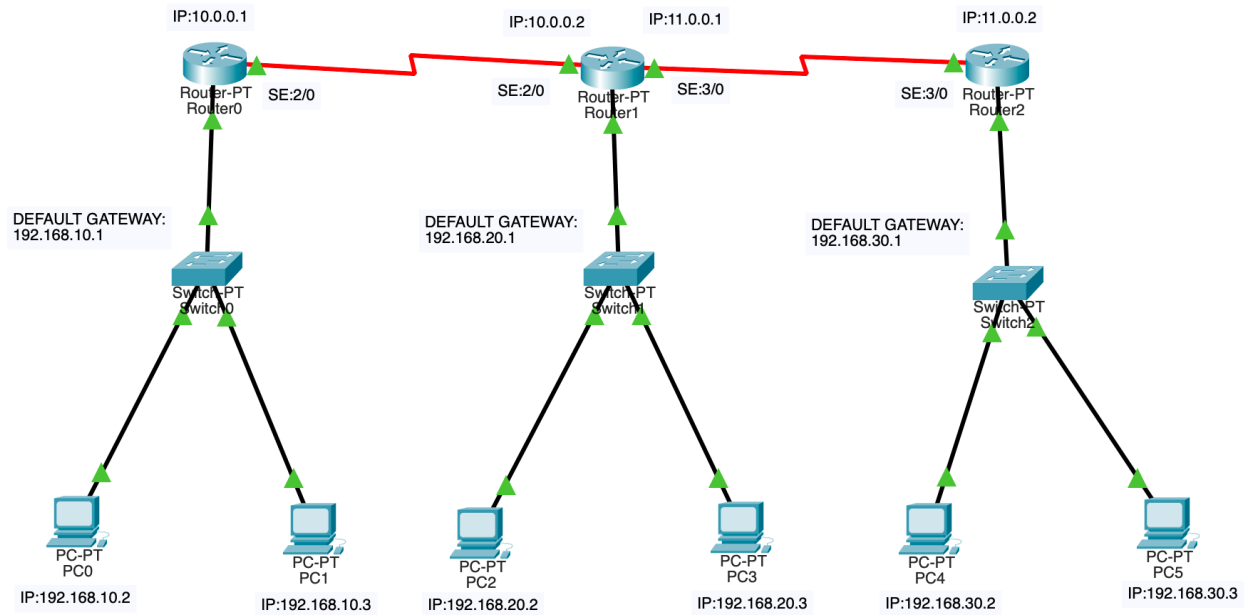 IP:10.0.0.1
IP:10.0.0.2
IP:11.0.0.1
IP:11.0.0.2
Router-PT
Router0
SE:2/0
SE:2/0
Router-PT
Router1
SE:3/0
SE:3/0
Router-PT
Router2
DEFAULT GATEWAY:
192.168.10.1
DEFAULT GATEWAY:
192.168.20.1
DEFAULT GATEWAY:
192.168.30.1
Switch-PT
Switch0
Switch-PT
Switch1
Switch-PT
Switch2
PC-PT
PC0
IP:192.168.10.2
PC-PT
PC1
IP:192.168.10.3
PC-PT
PC2
IP:192.168.20.2
PC-PT
PC3
IP:192.168.20.3
PC-PT
PC4
IP:192.168.30.2
PC-PT
PC5
IP:192.168.30.3